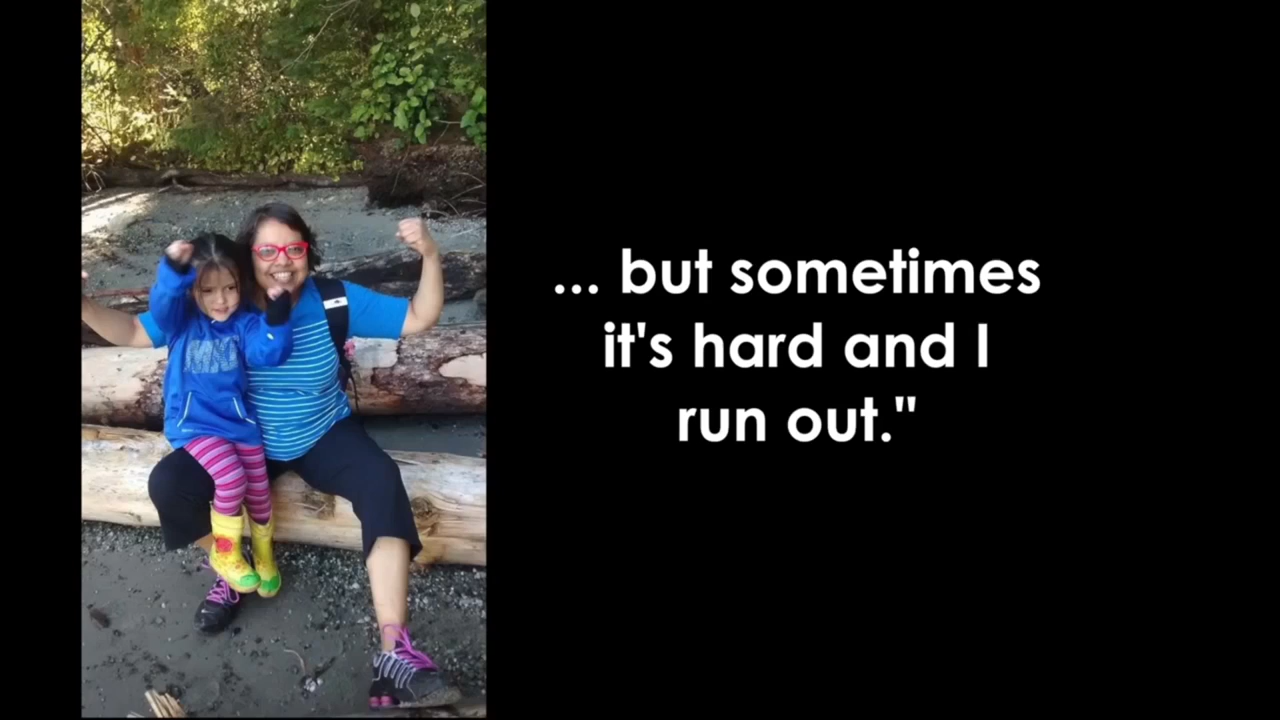 ... but sometimes
it's hard and I
run out."